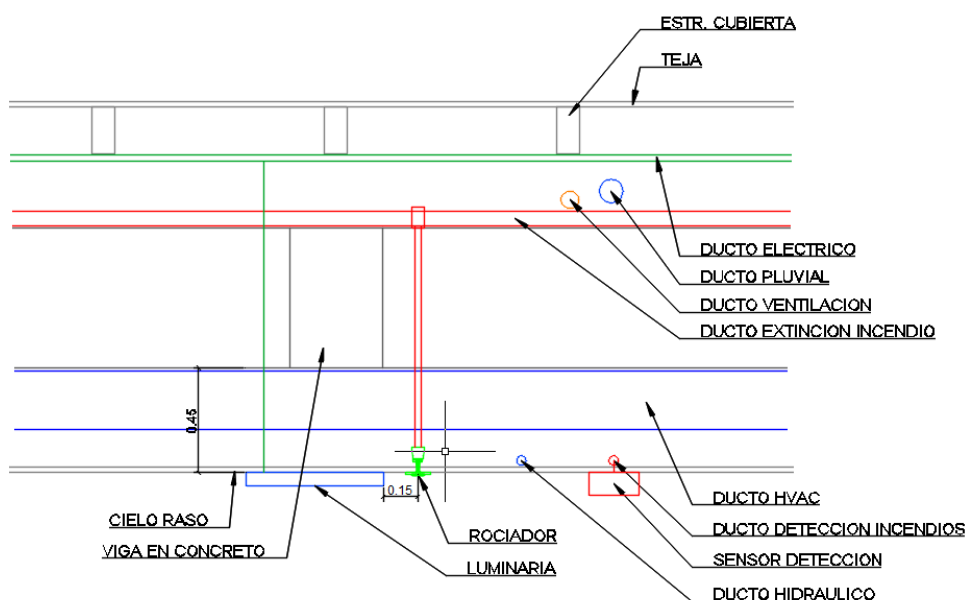 ESTR. CUBIERTA
TEJA
DUCTO ELECTRICO
DUCTO PLUVIAL
DUCTO VENTILACION
DUCTO EXTINCION INCENDIO
0.45
0.15
DUCTO HVAC
CIELO RASO
DUCTO DETECCION INCENDIOS
ROCIADOR
VIGA EN CONCRETO
SENSOR DETECCION
LUMINARIA
DUCTO HIDRAULICO